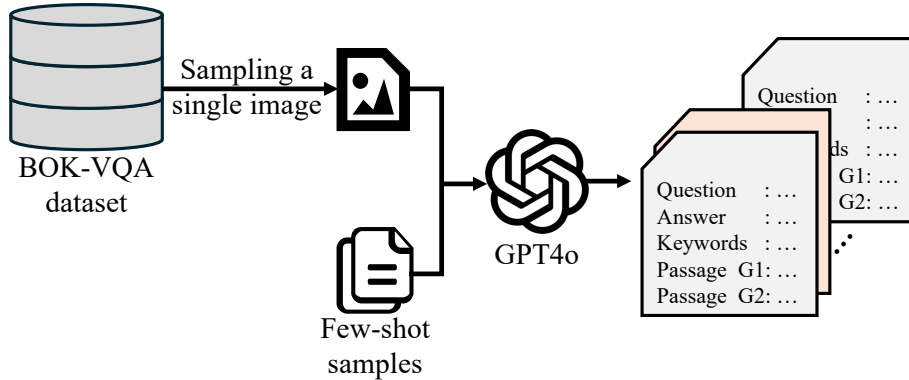 Sampling a
single image
BOK-VQA
dataset
Few-shot
samples
GPT4o
Question : ...
Answer : ...
Keywords : ...
Passage G1: ...
Passage G2: ...
Question : ...
: ...
ds : ...
G1: ...
G2: ...